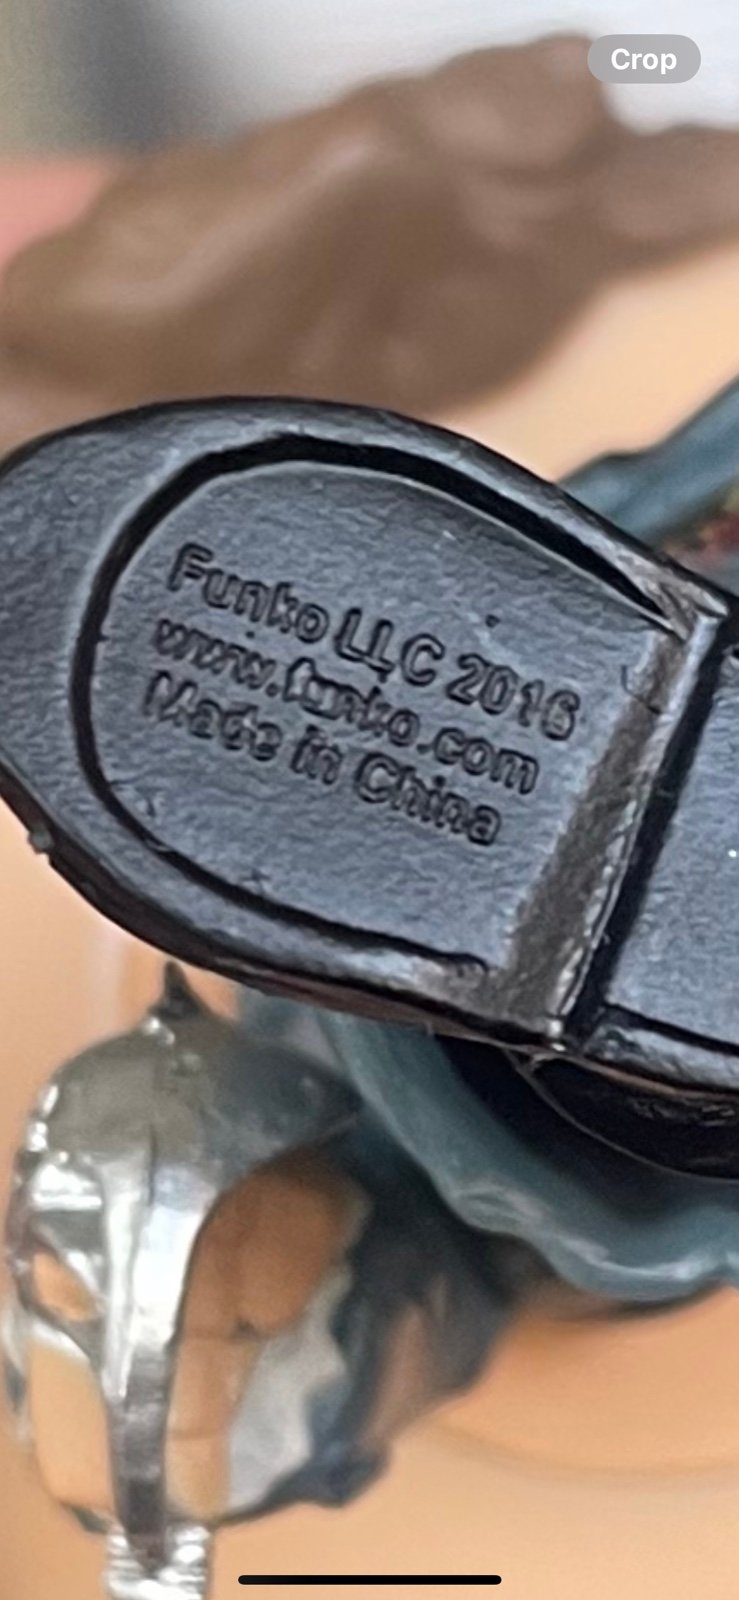 Crop
Funko LLC 2016
www.funko.com
Made in China